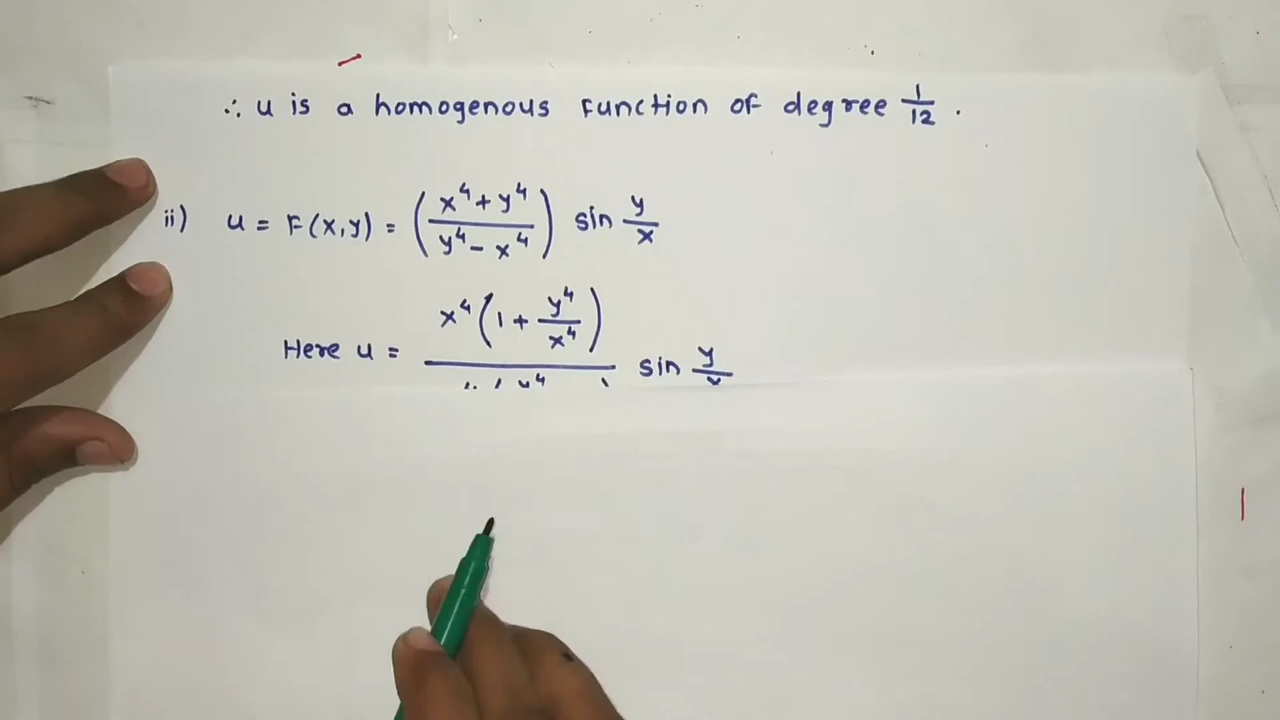 ∴ u is a homogenous function of degree 1/12 .
ii) u = F(x,y) = (x⁴+y⁴ / y⁴-x⁴) sin y/x
Here u = x⁴(1 + y⁴/x⁴) / sin y/x